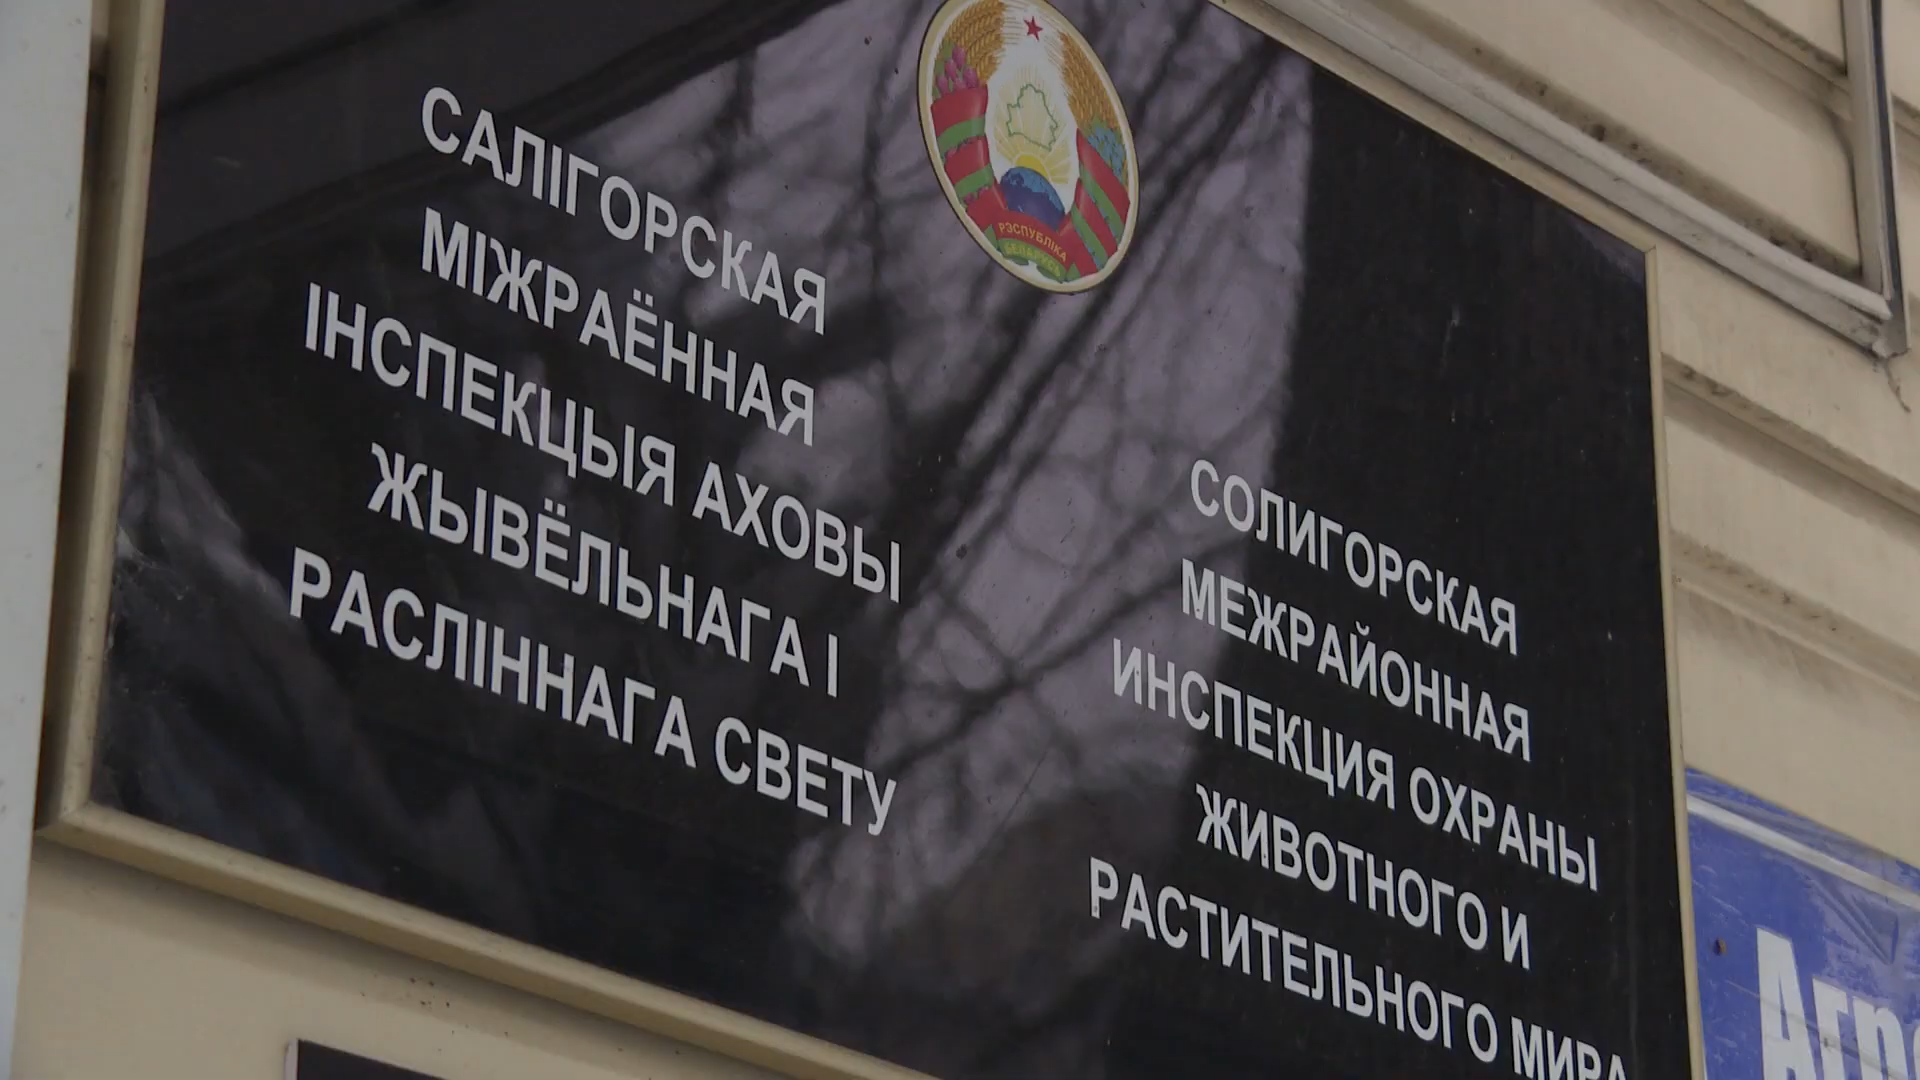 РЭСПУБЛІКА
БЕЛАРУСЬ
САЛІГОРСКАЯ
МІЖРАЁННАЯ
ІНСПЕКЦЫЯ АХОВЫ
ЖЫВЁЛЬНАГА І
РАСЛІННАГА СВЕТУ
СОЛИГОРСКАЯ
МЕЖРАЙОННАЯ
ИНСПЕКЦИЯ ОХРАНЫ
ЖИВОТНОГО И
РАСТИТЕЛЬНОГО МИРА